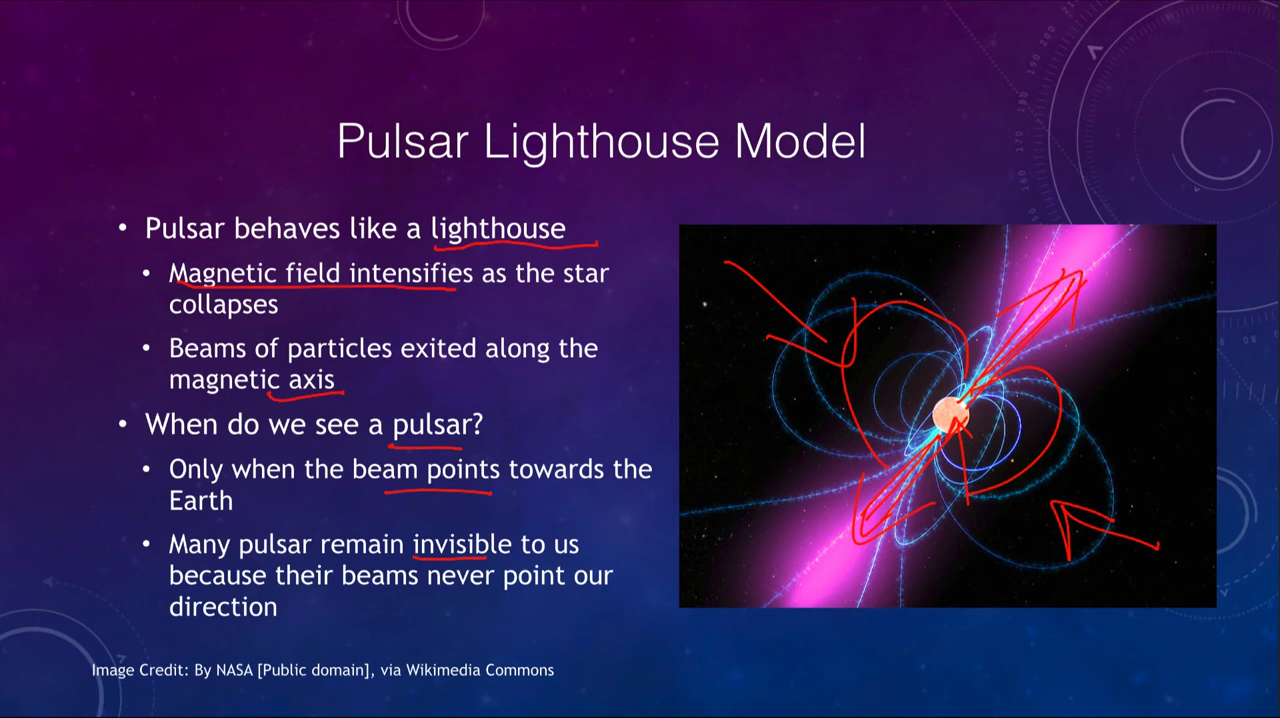 Pulsar Lighthouse Model
• Pulsar behaves like a lighthouse
• Magnetic field intensifies as the star
collapses
• Beams of particles exited along the
magnetic axis
• When do we see a pulsar?
• Only when the beam points towards the
Earth
• Many pulsar remain invisible to us
because their beams never point our
direction
Image Credit: By NASA [Public domain], via Wikimedia Commons